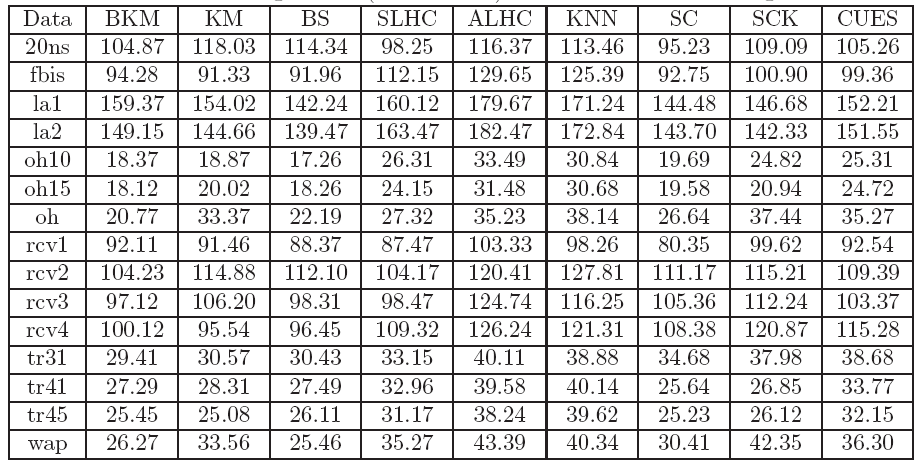 Data BKM KM BS SLHC ALHC KNN SC SCK CUES
20ns 104.87 118.03 114.34 98.25 116.37 113.46 95.23 109.09 105.26
fbis 94.28 91.33 91.96 112.15 129.65 125.39 92.75 100.90 99.36
la1 159.37 154.02 142.24 160.12 179.67 171.24 144.48 146.68 152.21
la2 149.15 144.66 139.47 163.47 182.47 172.84 143.70 142.33 151.55
oh10 18.37 18.87 17.26 26.31 33.49 30.84 19.69 24.82 25.31
oh15 18.12 20.02 18.26 24.15 31.48 30.68 19.58 20.94 24.72
oh 20.77 33.37 22.19 27.32 35.23 38.14 26.64 37.44 35.27
rcv1 92.11 91.46 88.37 87.47 103.33 98.26 80.35 99.62 92.54
rcv2 104.23 114.88 112.10 104.17 120.41 127.81 111.17 115.21 109.39
rcv3 97.12 106.20 98.31 98.47 124.74 116.25 105.36 112.24 103.37
rcv4 100.12 95.54 96.45 109.32 126.24 121.31 108.38 120.87 115.28
tr31 29.41 30.57 30.43 33.15 40.11 38.88 34.68 37.98 38.68
tr41 27.29 28.31 27.49 32.96 39.58 40.14 25.64 26.85 33.77
tr45 25.45 25.08 26.11 31.17 38.24 39.62 25.23 26.12 32.15
wap 26.27 33.56 25.46 35.27 43.39 40.34 30.41 42.35 36.30